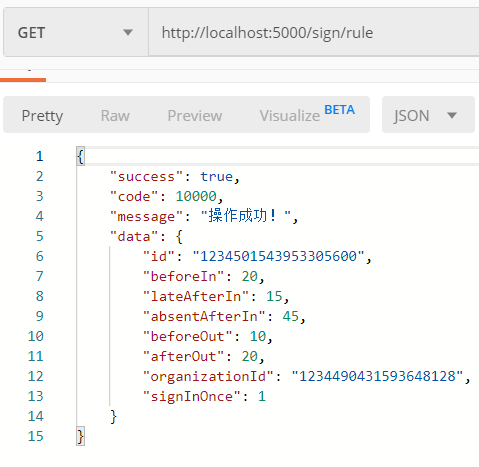 GET http://localhost:5000/sign/rule
Pretty Raw Preview Visualize BETA JSON
1 {
2 "success": true,
3 "code": 10000,
4 "message": "操作成功！",
5 "data": {
6 "id": "1234501543953305600",
7 "beforeIn": 20,
8 "lateAfterIn": 15,
9 "absentAfterIn": 45,
10 "beforeOut": 10,
11 "afterOut": 20,
12 "organizationId": "1234490431593648128",
13 "signInOnce": 1
14 }
15 }